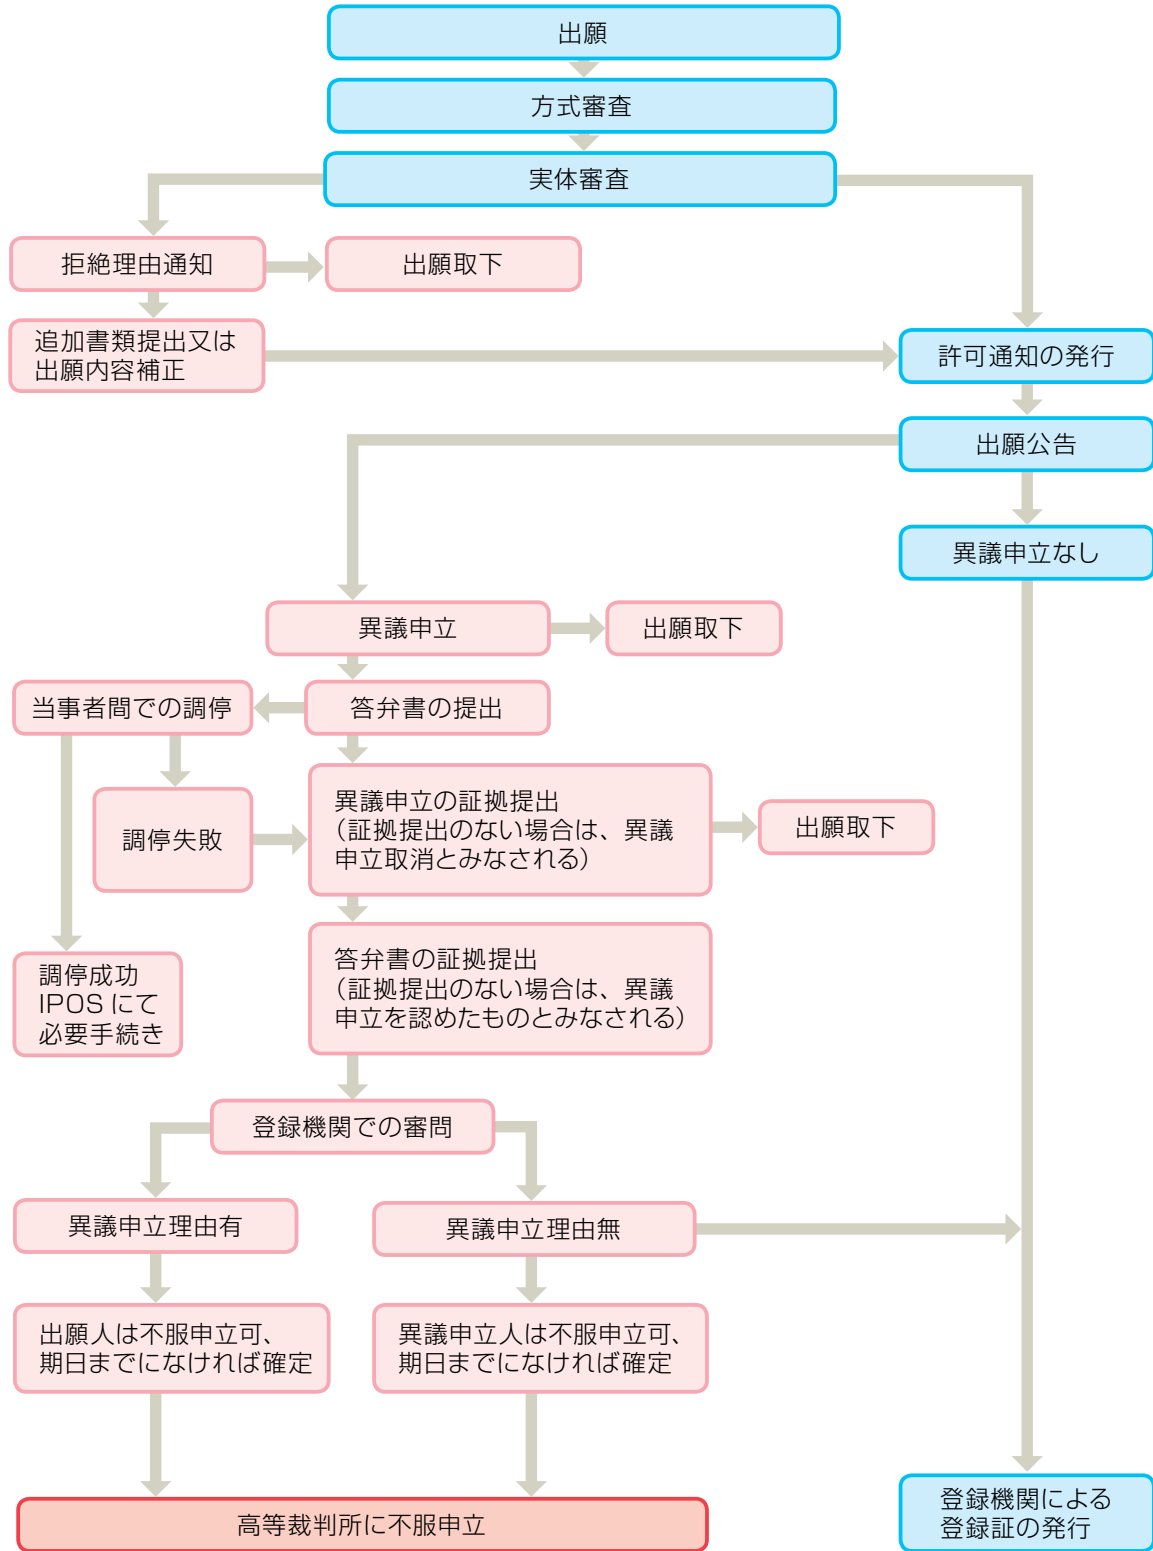 出願
方式審査
実体審査
拒絶理由通知
出願取下
追加書類提出又は
出願内容補正
許可通知の発行
出願公告
異議申立なし
異議申立
出願取下
当事者間での調停
答弁書の提出
調停失敗
異議申立の証拠提出
（証拠提出のない場合は、異議
申立取消とみなされる）
出願取下
調停成功
IPOS にて
必要手続き
答弁書の証拠提出
（証拠提出のない場合は、異議
申立を認めたものとみなされる）
登録機関での審問
異議申立理由有
異議申立理由無
出願人は不服申立可、
期日までになければ確定
異議申立人は不服申立可、
期日までになければ確定
高等裁判所に不服申立
登録機関による
登録証の発行